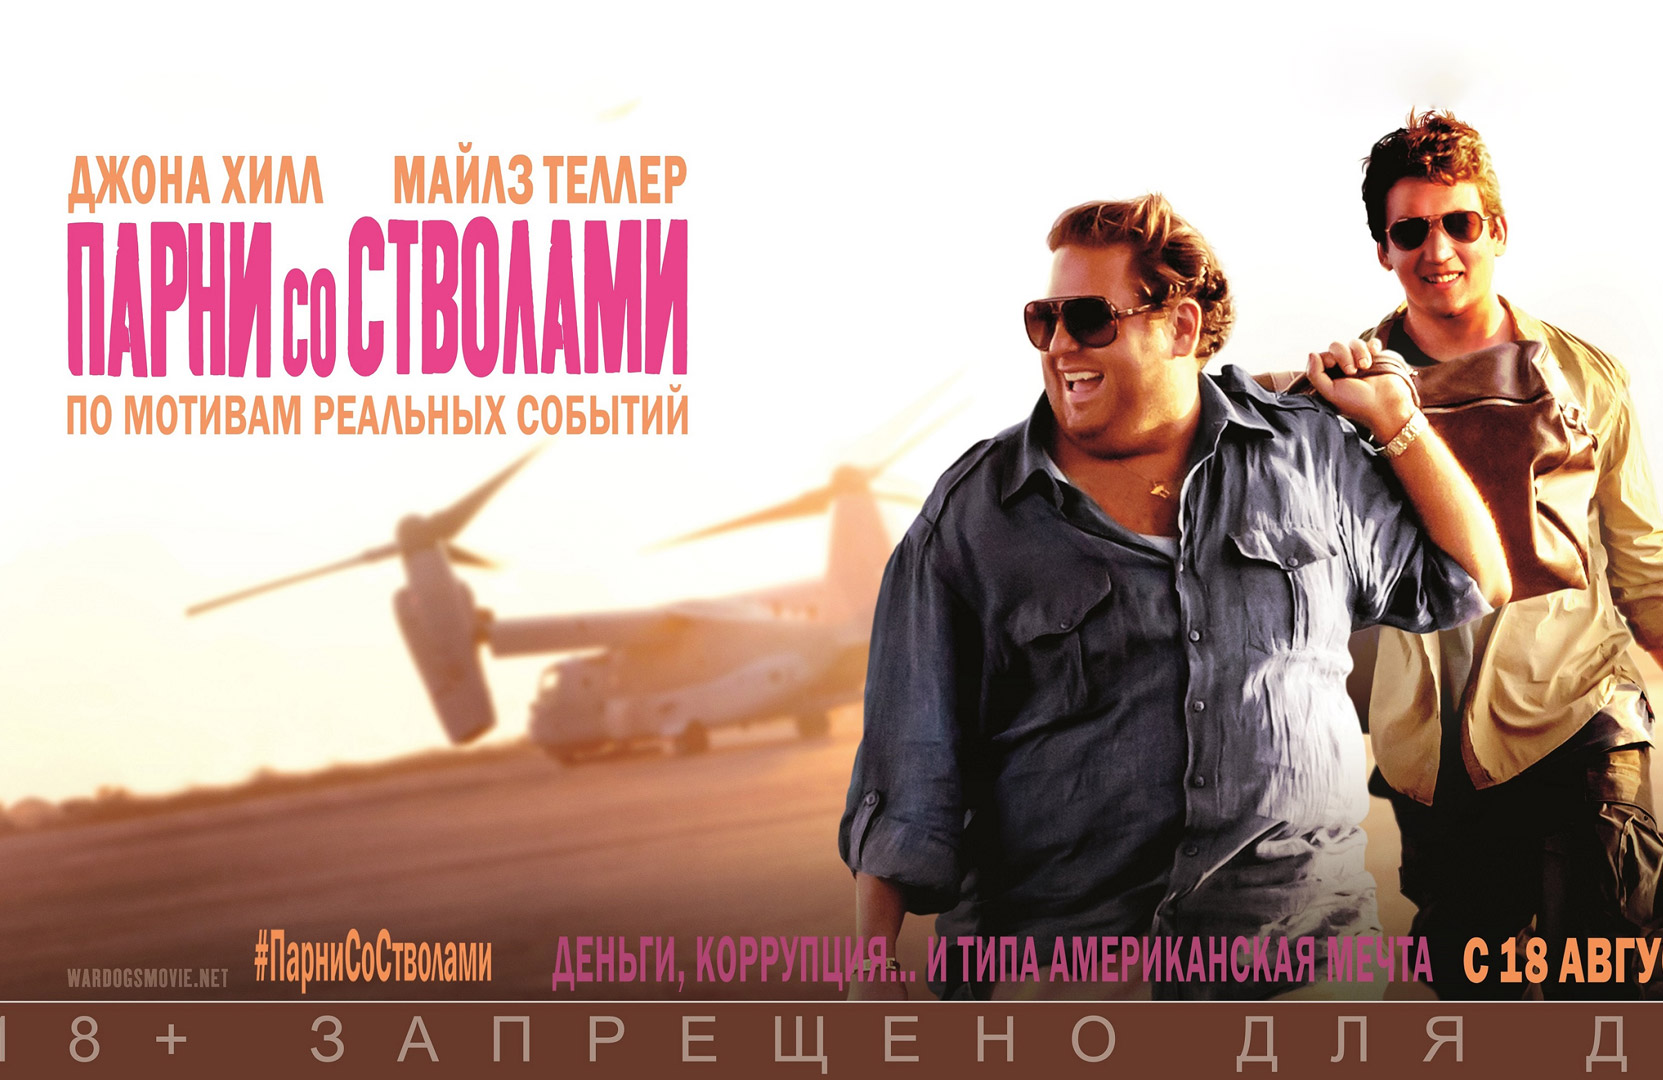 ДЖОНА ХИЛЛ МАЙЛЗ ТЕЛЛЕР
ПАРНИ СО СТВОЛАМИ
ПО МОТИВАМ РЕАЛЬНЫХ СОБЫТИЙ
WARDOGSMOVIE.NET #ПарниСоСтволами ДЕНЬГИ, КОРРУПЦИЯ... И ТИПА АМЕРИКАНСКАЯ МЕЧТА С 18 АВГУ
18+ ЗАПРЕЩЕНО ДЛЯ Д